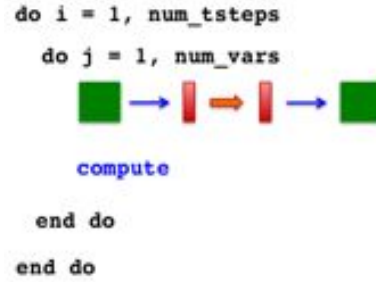 do i = 1, num_tsteps
do j = 1, num_vars
compute
end do
end do